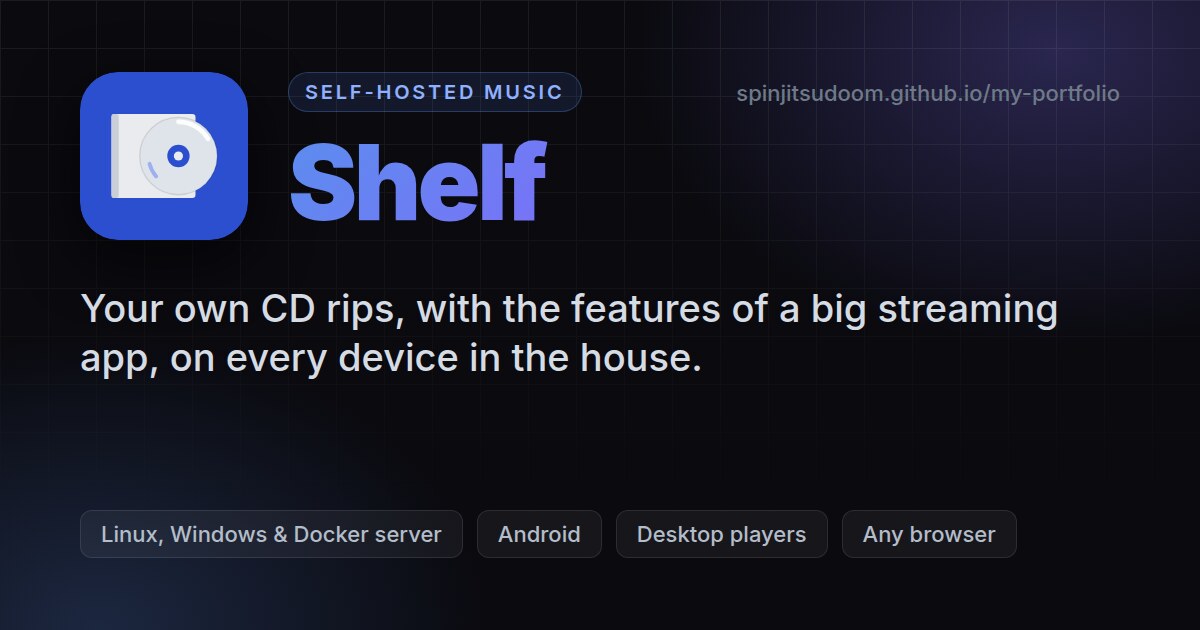 SELF-HOSTED MUSIC
spinjitsudoom.github.io/my-portfolio
Shelf
Your own CD rips, with the features of a big streaming
app, on every device in the house.
Linux, Windows & Docker server
Android
Desktop players
Any browser